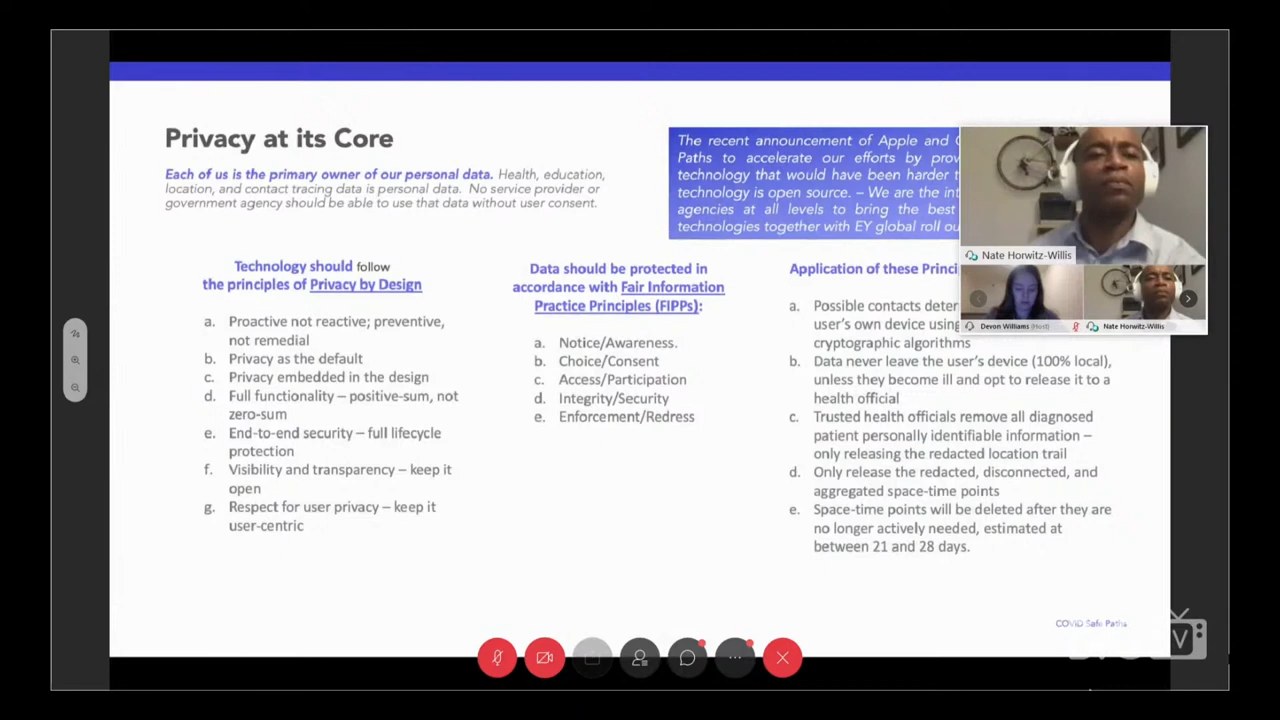 Privacy at its Core
Each of us is the primary owner of our personal data. Health, education,
location, and contact tracing data is personal data. No service provider or
government agency should be able to use that data without user consent.
The recent announcement of Apple and
Paths to accelerate our efforts by
technology that would have been harder
technology is open source. – We are the
agencies at all levels to bring the best
technologies together with EY global roll
Technology should follow
the principles of Privacy by Design
a. Proactive not reactive; preventive,
not remedial
b. Privacy as the default
c. Privacy embedded in the design
d. Full functionality – positive-sum, not
zero-sum
e. End-to-end security – full lifecycle
protection
f. Visibility and transparency – keep it
open
g. Respect for user privacy – keep it
user-centric
Data should be protected in
accordance with Fair Information
Practice Principles (FIPPs):
a. Notice/Awareness.
b. Choice/Consent
c. Access/Participation
d. Integrity/Security
e. Enforcement/Redress
Application of these
a. Possible contacts
user's own device using
cryptographic algorithms
b. Data never leave the user's device (100% local),
unless they become ill and opt to release it to a
health official
c. Trusted health officials remove all diagnosed
patient personally identifiable information –
only releasing the redacted location trail
d. Only release the redacted, disconnected, and
aggregated space-time points
e. Space-time points will be deleted after they are
no longer actively needed, estimated at
between 21 and 28 days.
Nate Horwitz-Willis
Devon Williams (Host)
Nate Horwitz-Willis
COVID Safe Paths